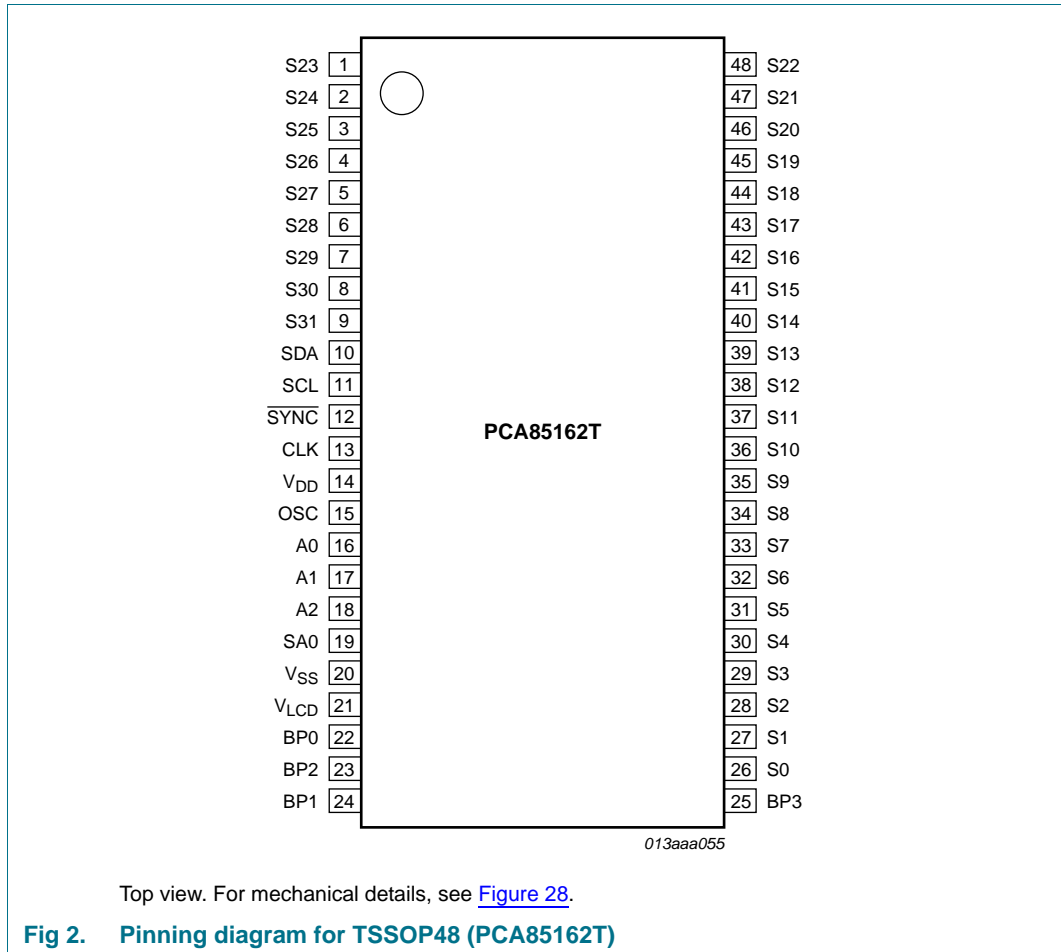 S23 1 48 S22
S24 2 47 S21
S25 3 46 S20
S26 4 45 S19
S27 5 44 S18
S28 6 43 S17
S29 7 42 S16
S30 8 41 S15
S31 9 40 S14
SDA 10 39 S13
SCL 11 38 S12
SYNC 12 37 S11
PCA85162T
CLK 13 36 S10
VDD 14 35 S9
OSC 15 34 S8
A0 16 33 S7
A1 17 32 S6
A2 18 31 S5
SA0 19 30 S4
VSS 20 29 S3
VLCD 21 28 S2
BP0 22 27 S1
BP2 23 26 S0
BP1 24 25 BP3
013aaa055
Top view. For mechanical details, see Figure 28.
Fig 2. Pinning diagram for TSSOP48 (PCA85162T)